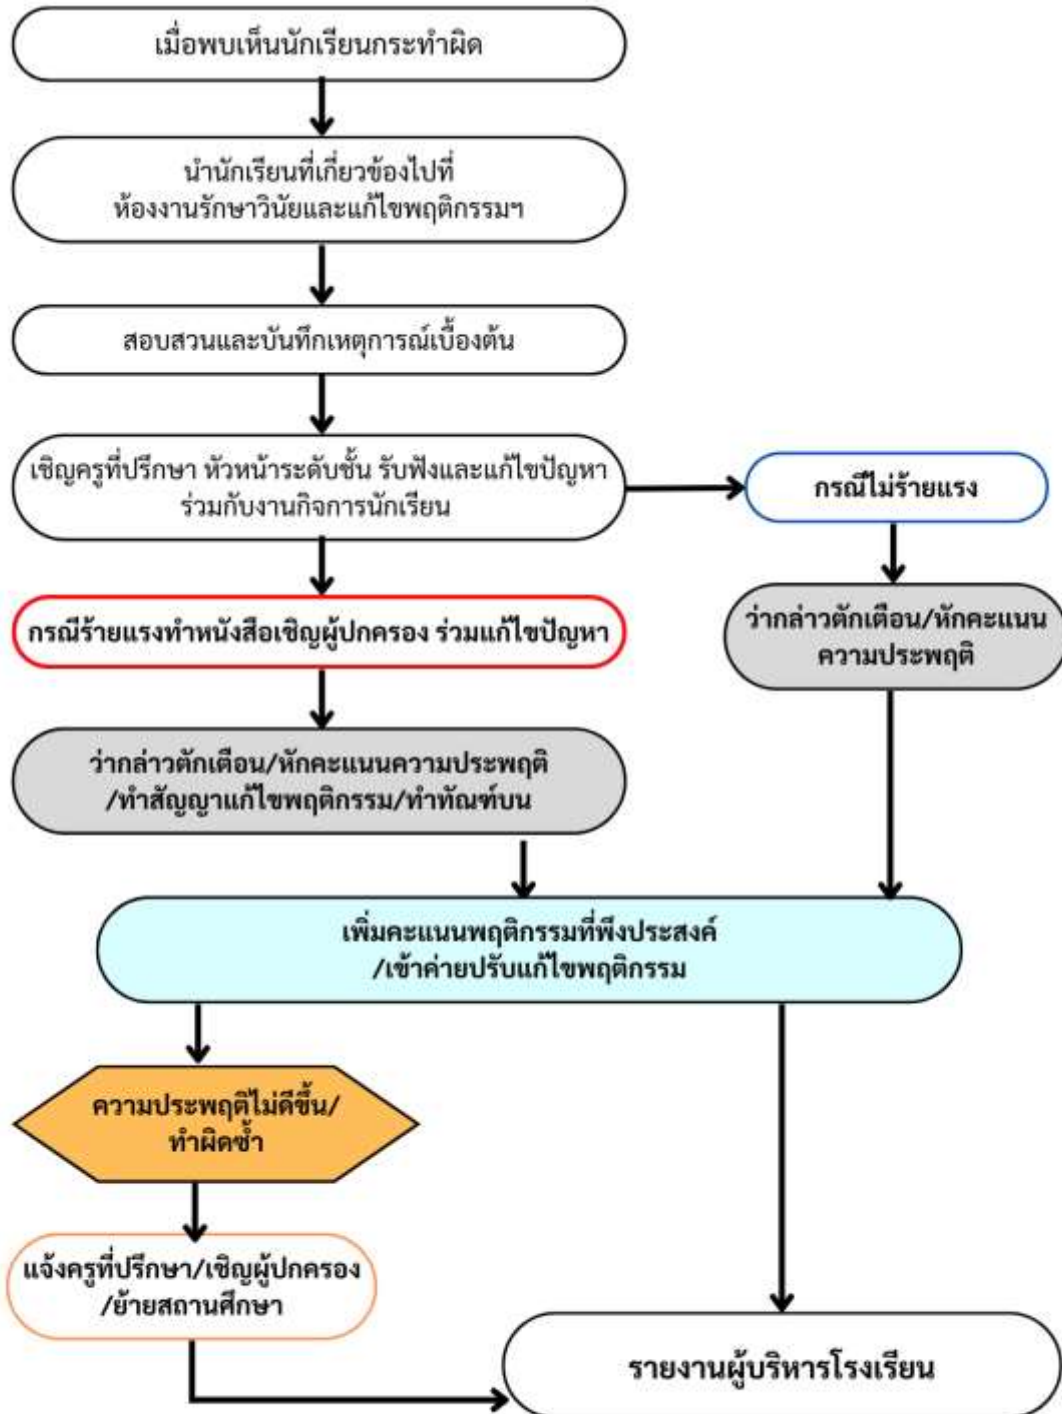 เมื่อพบเห็นนักเรียนกระทำผิด
นำนักเรียนที่เกี่ยวข้องไปที่
ห้องงานรักษาวินัยและแก้ไขพฤติกรรมฯ
สอบสวนและบันทึกเหตุการณ์เบื้องต้น
เชิญครูที่ปรึกษา หัวหน้าระดับชั้น รับฟังและแก้ไขปัญหา
ร่วมกับงานกิจการนักเรียน
กรณีไม่ร้ายแรง
กรณีร้ายแรงทำหนังสือเชิญผู้ปกครอง ร่วมแก้ไขปัญหา
ว่ากล่าวตักเตือน/หักคะแนน
ความประพฤติ
ว่ากล่าวตักเตือน/หักคะแนนความประพฤติ
/ทำสัญญาแก้ไขพฤติกรรม/ทำทัณฑ์บน
เพิ่มคะแนนพฤติกรรมที่พึงประสงค์
/เข้าค่ายปรับแก้ไขพฤติกรรม
ความประพฤติไม่ดีขึ้น/
ทำผิดซ้ำ
แจ้งครูที่ปรึกษา/เชิญผู้ปกครอง
/ย้ายสถานศึกษา
รายงานผู้บริหารโรงเรียน